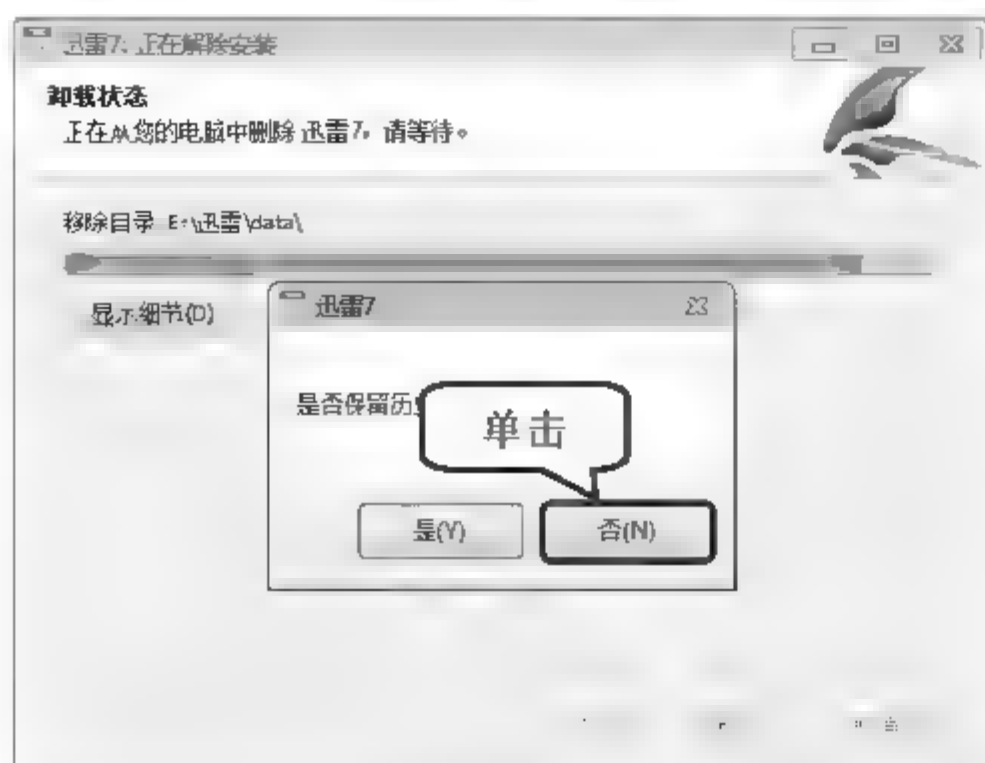 迅雷7: 正在解除安装
卸载状态
正在从您的电脑中删除 迅雷7, 请等待。
移除目录 E:\迅雷\data\
显示细节(D)
迅雷7
是否保留历
单击
是(Y)
否(N)